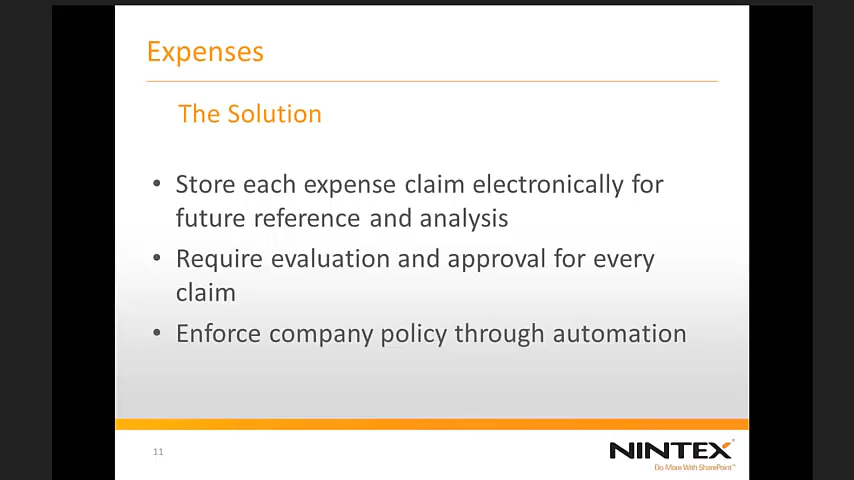 Expenses
The Solution
• Store each expense claim electronically for
future reference and analysis
• Require evaluation and approval for every
claim
• Enforce company policy through automation
11
NINTEX®
Do More With SharePoint™